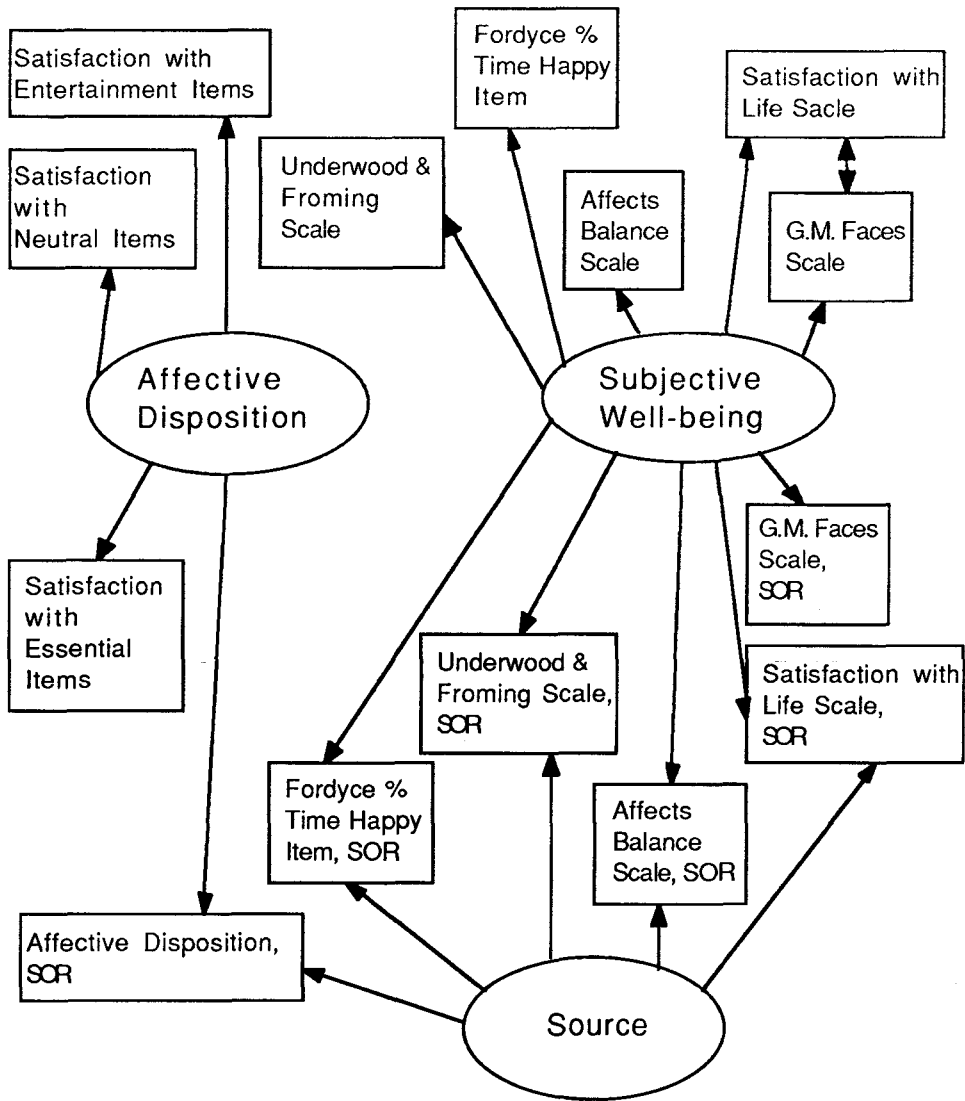 Satisfaction with
Entertainment Items
Fordyce %
Time Happy
Item
Satisfaction with
Life Sacle
Satisfaction
with
Neutral Items
Underwood &
Froming
Scale
Affects
Balance
Scale
G.M. Faces
Scale
Affective
Disposition
Subjective
Well-being
Satisfaction
with
Essential
Items
G.M. Faces
Scale,
SOR
Underwood &
Froming Scale,
SOR
Satisfaction with
Life Scale,
SOR
Fordyce %
Time Happy
Item, SOR
Affects
Balance
Scale, SOR
Affective Disposition,
SOR
Source